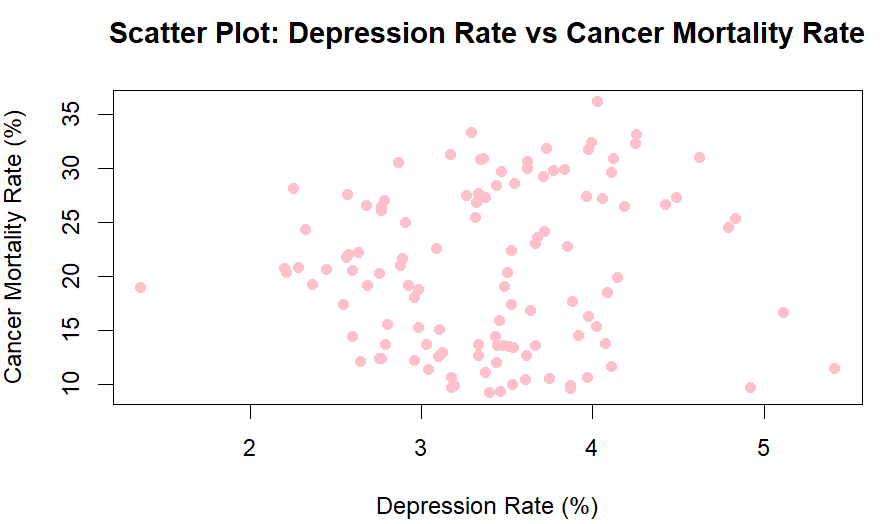 Scatter Plot: Depression Rate vs Cancer Mortality Rate
Cancer Mortality Rate (%)
35
30
25
20
15
10
2 3 4 5
Depression Rate (%)